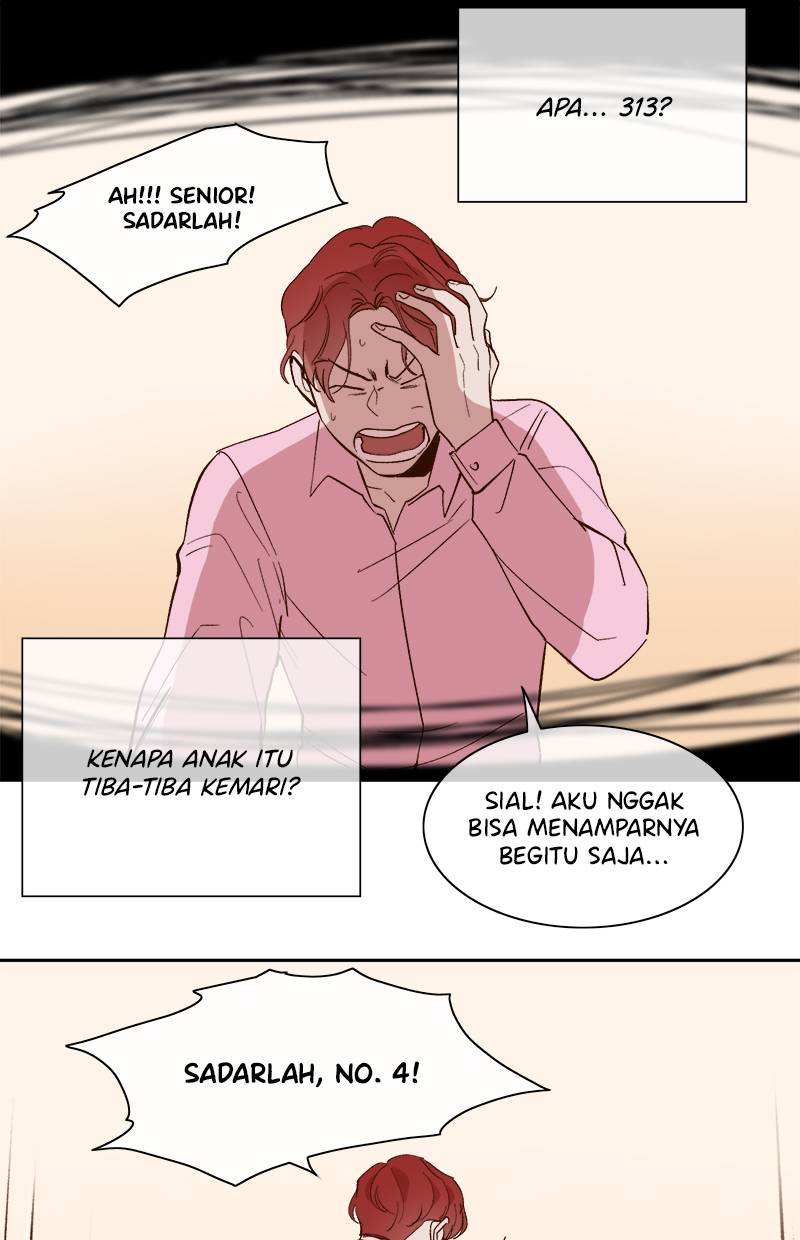 APA... 313?
AH!!! SENIOR!
SADARLAH!
KENAPA ANAK ITU
TIBA-TIBA KEMARI?
SIAL! AKU NGGAK
BISA MENAMPARNYA
BEGITU SAJA...
SADARLAH, NO. 4!